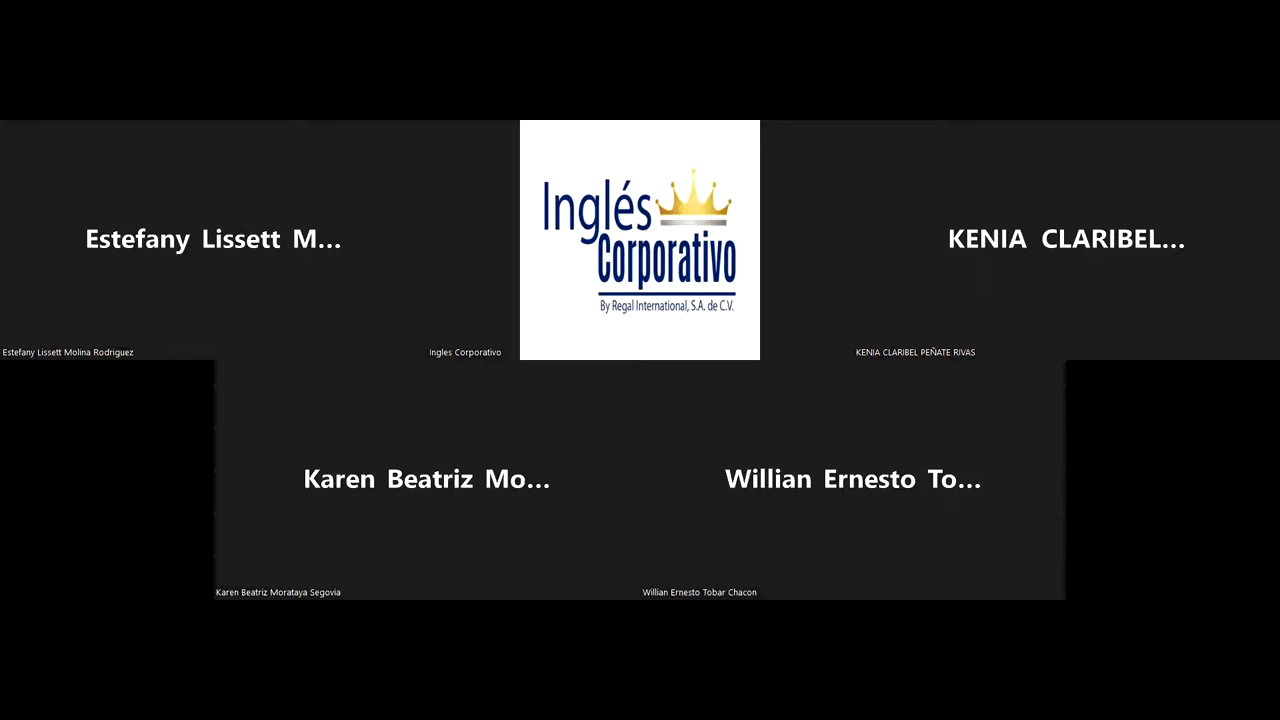 Estefany Lissett M...
Inglés
Corporativo
By Regal International, S.A. de C.V.
KENIA CLARIBEL...
Estefany Lissett Molina Rodriguez
Ingles Corporativo
KENIA CLARIBEL PEÑATE RIVAS
Karen Beatriz Mo...
Willian Ernesto To...
Karen Beatriz Morataya Segovia
Willian Ernesto Tobar Chacon